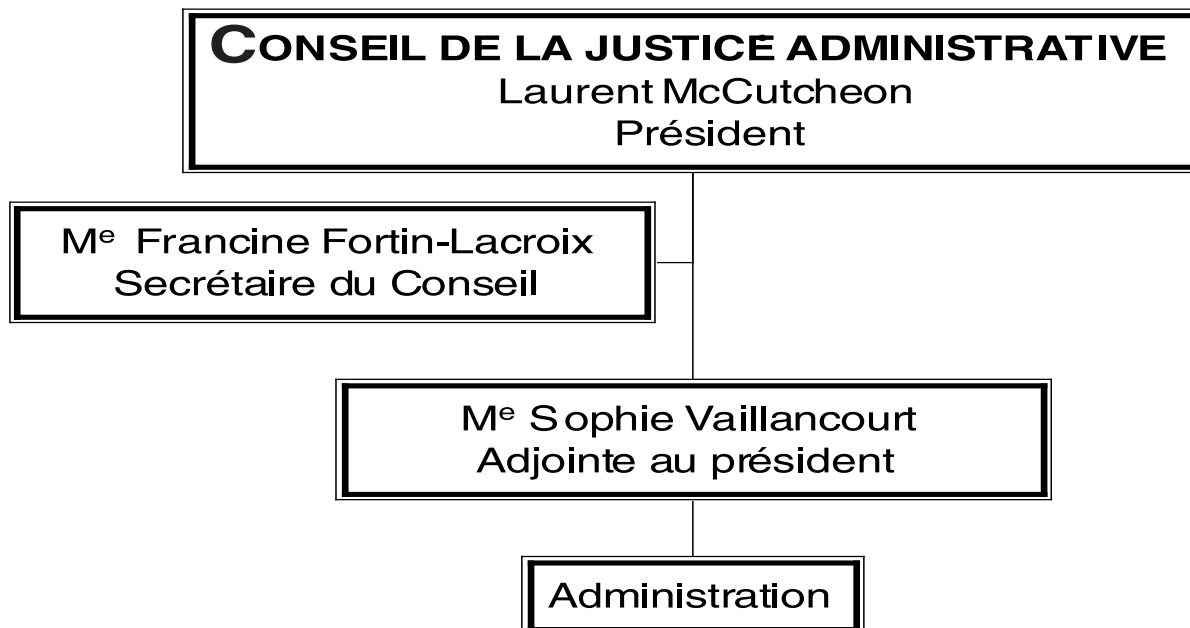 CONSEIL DE LA JUSTICE ADMINISTRATIVE
Laurent McCutcheon
Président
Mᵉ Francine Fortin-Lacroix
Secrétaire du Conseil
Mᵉ Sophie Vaillancourt
Adjointe au président
Administration